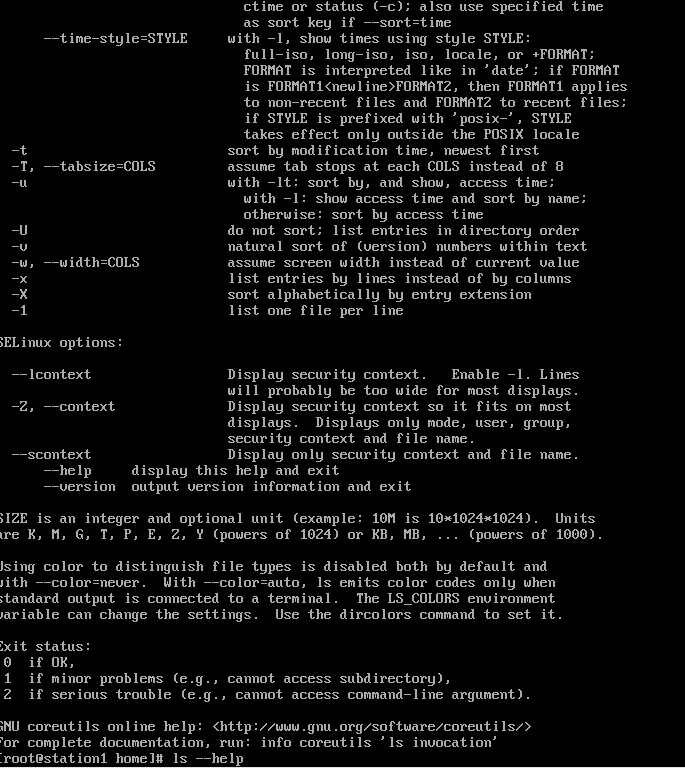 ctime or status (-c); also use specified time
as sort key if --sort=time
--time-style=STYLE with -l, show times using style STYLE:
full-iso, long-iso, iso, locale, or +FORMAT;
FORMAT is interpreted like in 'date'; if FORMAT
is FORMAT1<newline>FORMAT2, then FORMAT1 applies
to non-recent files and FORMAT2 to recent files;
if STYLE is prefixed with 'posix-', STYLE
takes effect only outside the POSIX locale
-t sort by modification time, newest first
-T, --tabsize=COLS assume tab stops at each COLS instead of 8
-u with -lt: sort by, and show, access time;
with -l: show access time and sort by name;
otherwise: sort by access time
-U do not sort; list entries in directory order
-v natural sort of (version) numbers within text
-w, --width=COLS assume screen width instead of current value
-x list entries by lines instead of by columns
-X sort alphabetically by entry extension
-1 list one file per line
SELinux options:
--lcontext Display security context. Enable -l. Lines
will probably be too wide for most displays.
-Z, --context Display security context so it fits on most
displays. Displays only mode, user, group,
security context and file name.
--scontext Display only security context and file name.
--help display this help and exit
--version output version information and exit
SIZE is an integer and optional unit (example: 10M is 10*1024*1024). Units
are K, M, G, T, P, E, Z, Y (powers of 1024) or KB, MB, ... (powers of 1000).
Using color to distinguish file types is disabled both by default and
with --color=never. With --color=auto, ls emits color codes only when
standard output is connected to a terminal. The LS_COLORS environment
variable can change the settings. Use the dircolors command to set it.
Exit status:
0 if OK,
1 if minor problems (e.g., cannot access subdirectory),
2 if serious trouble (e.g., cannot access command-line argument).
GNU coreutils online help: <http://www.gnu.org/software/coreutils/>
For complete documentation, run: info coreutils 'ls invocation'
[root@station1 home]# ls --help